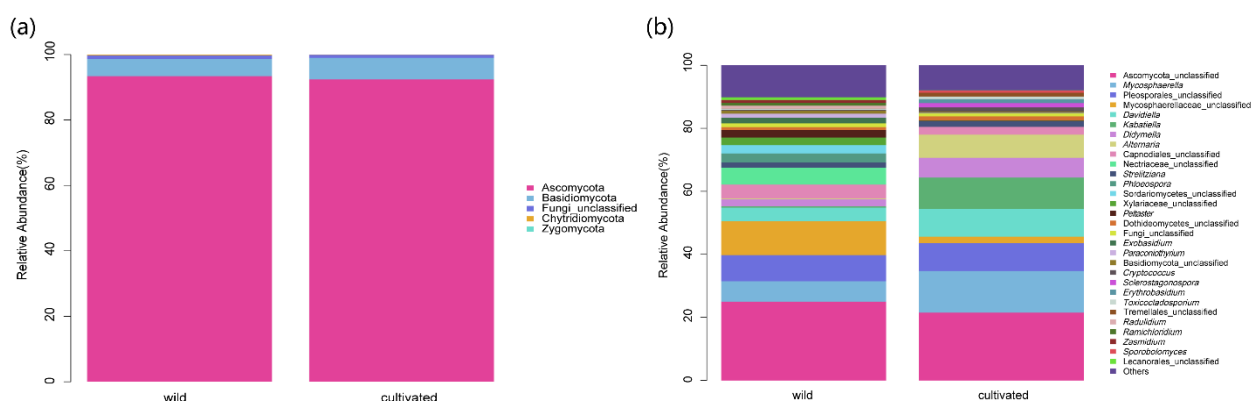 (a)
Relative Abundance(%)
100
80
60
40
20
0
wild
cultivated
Ascomycota
Basidiomycota
Fungi_unclassified
Chytridiomycota
Zygomycota
(b)
Relative Abundance(%)
100
80
60
40
20
0
wild
cultivated
Ascomycota_unclassified
Mycosphaerella
Pleosporales_unclassified
Mycosphaerellaceae_unclassified
Davidiella
Kabatiella
Didymella
Alternaria
Capnodiales_unclassified
Nectriaceae_unclassified
Strelitziana
Phloeospora
Sordariomycetes_unclassified
Xylariaceae_unclassified
Peltaster
Dothideomycetes_unclassified
Fungi_unclassified
Exobasidium
Paraconiothyrium
Basidiomycota_unclassified
Cryptococcus
Sclerostagonospora
Erythrobasidium
Toxicocladosporium
Tremellales_unclassified
Radulidium
Ramichloridium
Zasmidium
Sporobolomyces
Lecanorales_unclassified
Others